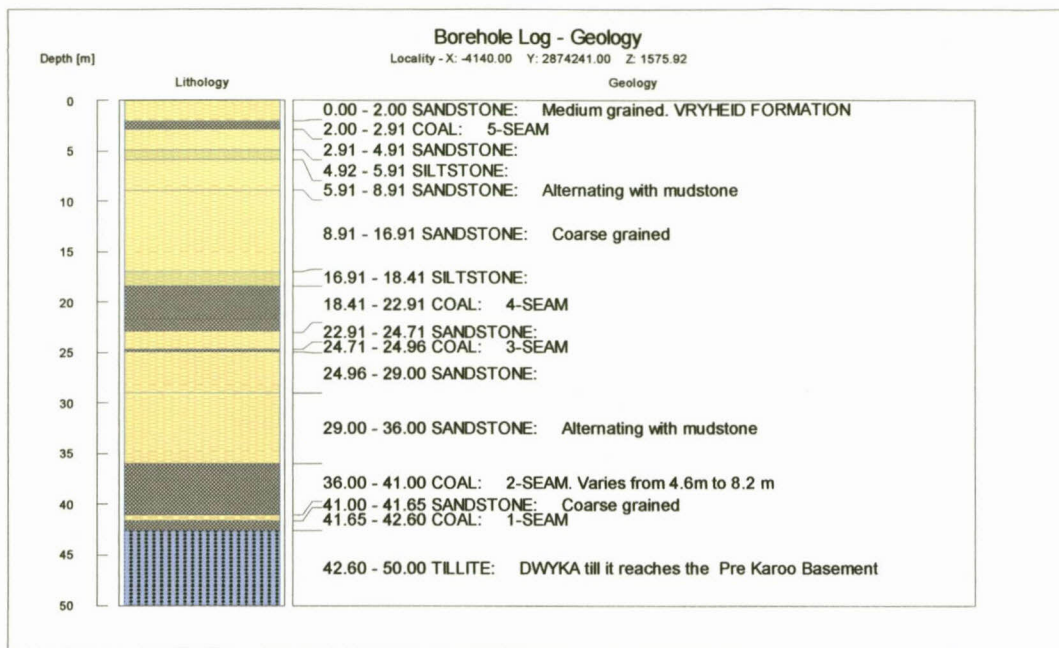 Borehole Log - Geology
Locality - X: -4140.00 Y: 2874241.00 Z: 1575.92
Depth [m]
Lithology
Geology
0
5
10
15
20
25
30
35
40
45
50
0.00 - 2.00 SANDSTONE: Medium grained. VRYHEID FORMATION
2.00 - 2.91 COAL: 5-SEAM
2.91 - 4.91 SANDSTONE:
4.92 - 5.91 SILTSTONE:
5.91 - 8.91 SANDSTONE: Alternating with mudstone
8.91 - 16.91 SANDSTONE: Coarse grained
16.91 - 18.41 SILTSTONE:
18.41 - 22.91 COAL: 4-SEAM
22.91 - 24.71 SANDSTONE:
24.71 - 24.96 COAL: 3-SEAM
24.96 - 29.00 SANDSTONE:
29.00 - 36.00 SANDSTONE: Alternating with mudstone
36.00 - 41.00 COAL: 2-SEAM. Varies from 4.6m to 8.2 m
41.00 - 41.65 SANDSTONE: Coarse grained
41.65 - 42.60 COAL: 1-SEAM
42.60 - 50.00 TILLITE: DWYKA till it reaches the Pre Karoo Basement